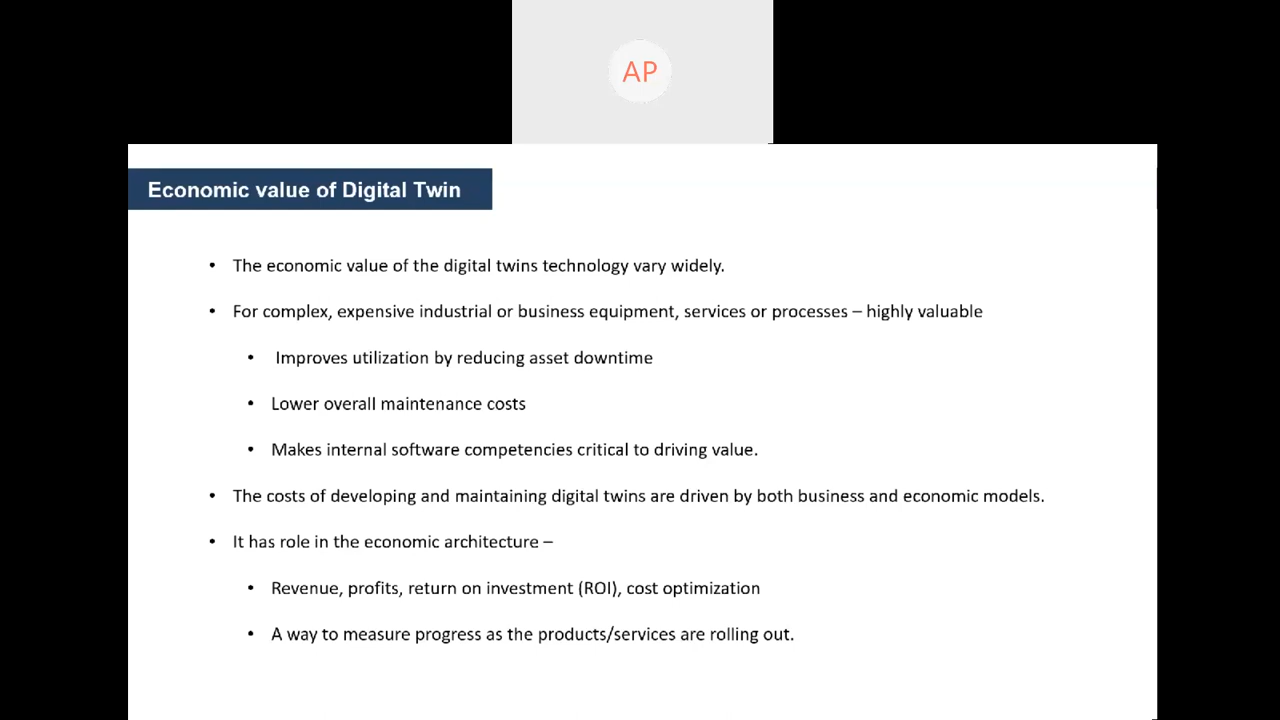 AP
Economic value of Digital Twin
• The economic value of the digital twins technology vary widely.
• For complex, expensive industrial or business equipment, services or processes – highly valuable
• Improves utilization by reducing asset downtime
• Lower overall maintenance costs
• Makes internal software competencies critical to driving value.
• The costs of developing and maintaining digital twins are driven by both business and economic models.
• It has role in the economic architecture –
• Revenue, profits, return on investment (ROI), cost optimization
• A way to measure progress as the products/services are rolling out.